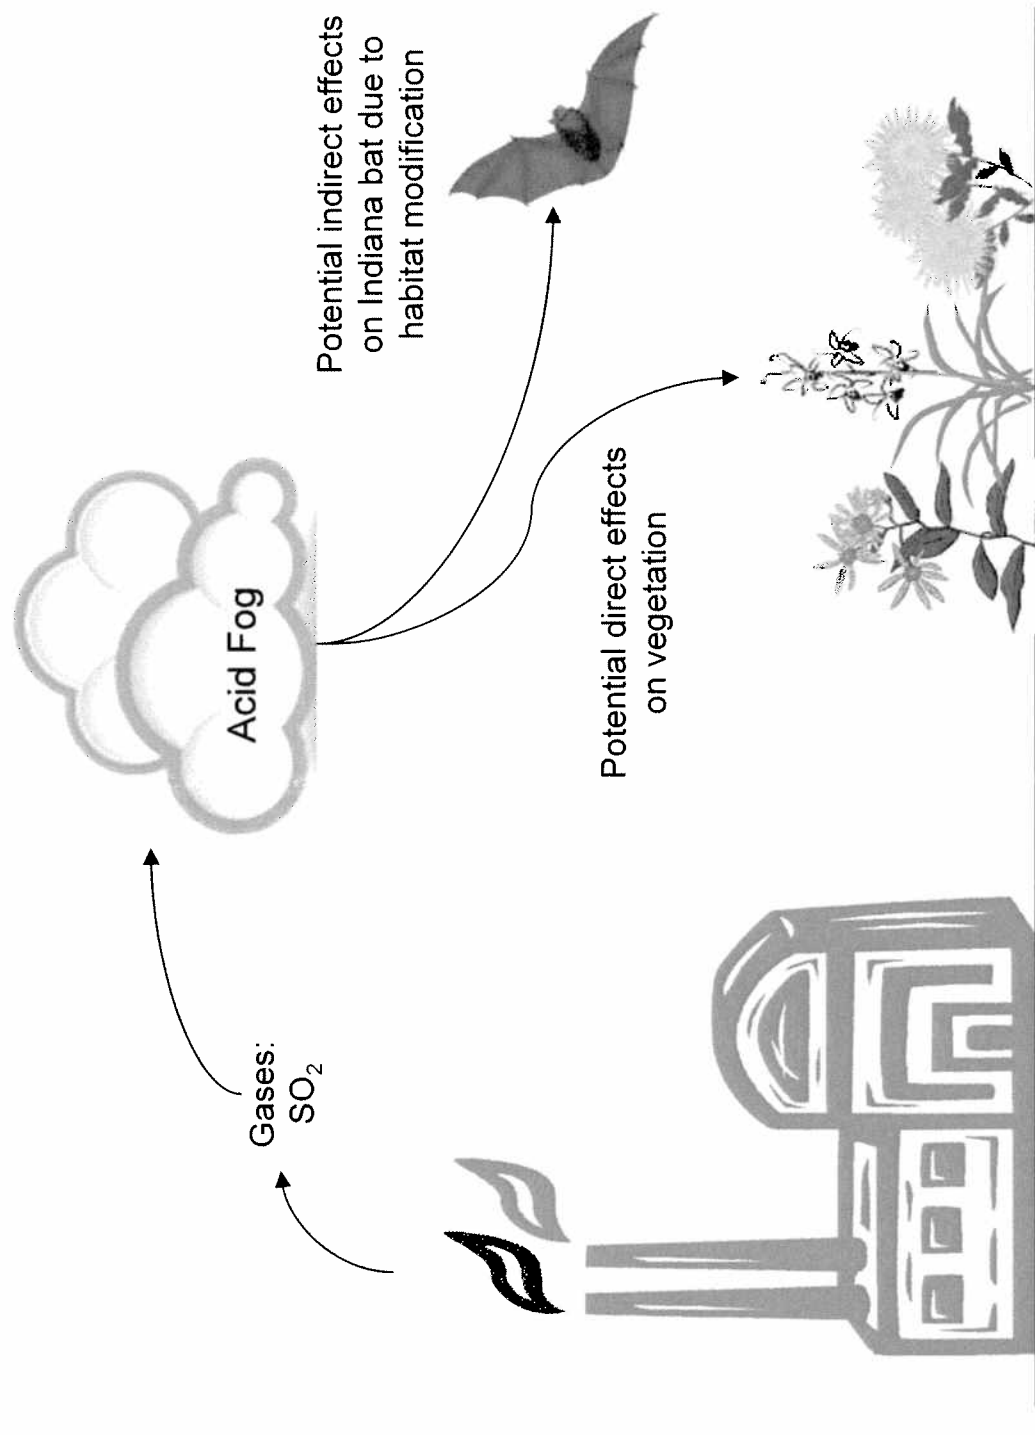 Gases:
SO₂
Acid Fog
Potential indirect effects
on Indiana bat due to
habitat modification
Potential direct effects
on vegetation